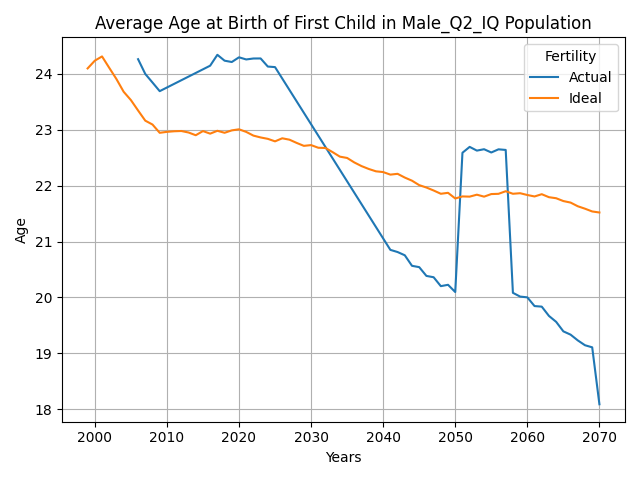 Average Age at Birth of First Child in Male_Q2_IQ Population
Fertility
Actual
Ideal
Age
24
23
22
21
20
19
18
2000 2010 2020 2030 2040 2050 2060 2070
Years